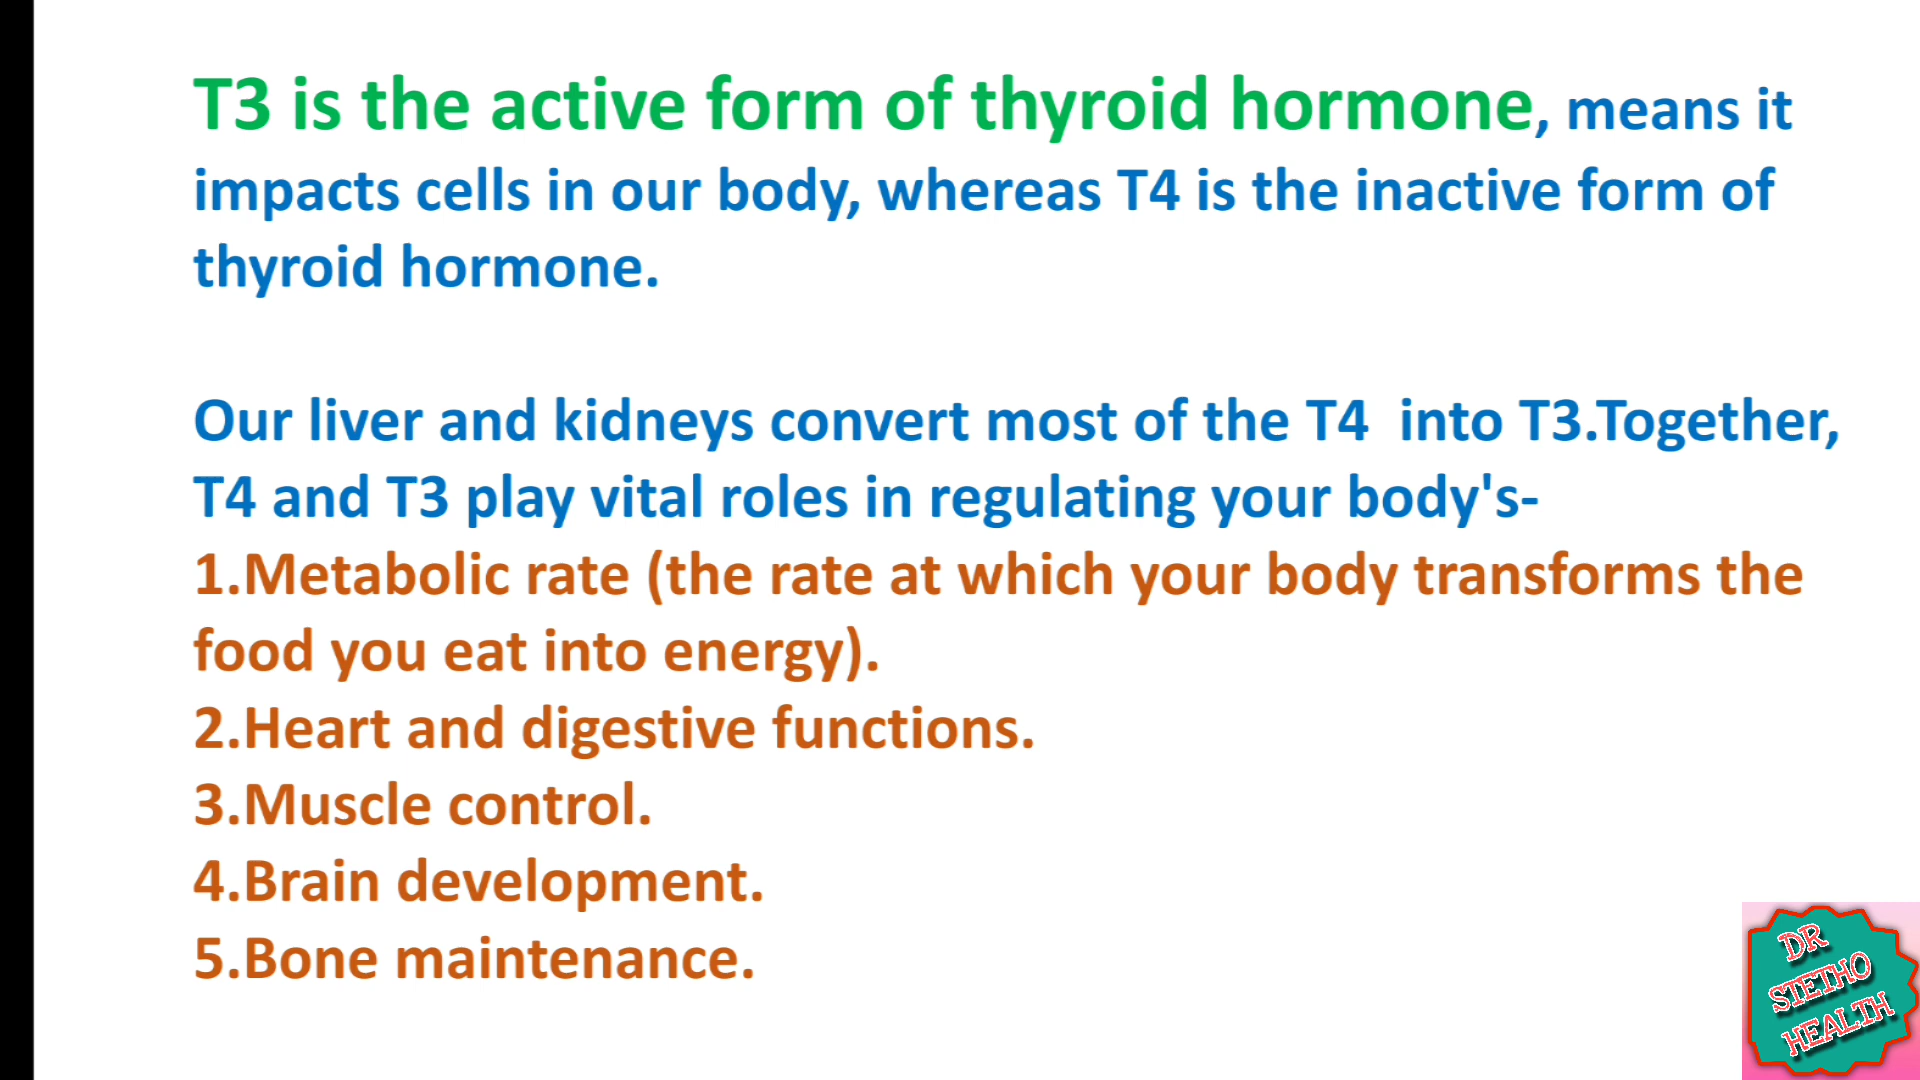 T3 is the active form of thyroid hormone, means it
impacts cells in our body, whereas T4 is the inactive form of
thyroid hormone.
Our liver and kidneys convert most of the T4  into T3.Together,
T4 and T3 play vital roles in regulating your body's-
1.Metabolic rate (the rate at which your body transforms the
food you eat into energy).
2.Heart and digestive functions.
3.Muscle control.
4.Brain development.
5.Bone maintenance.
DR
STETHO
HEALTH